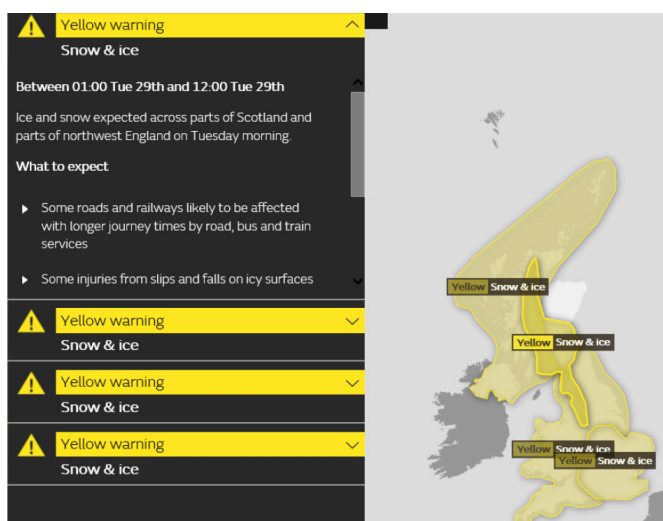 Yellow warning
Snow & ice
Between 01:00 Tue 29th and 12:00 Tue 29th
Ice and snow expected across parts of Scotland and
parts of northwest England on Tuesday morning.
What to expect
Some roads and railways likely to be affected
with longer journey times by road, bus and train
services
Some injuries from slips and falls on icy surfaces
Yellow warning
Snow & ice
Yellow warning
Snow & ice
Yellow warning
Snow & ice
Yellow Snow & ice
Yellow Snow & ice
Yellow Snow & ice
Yellow Snow & ice